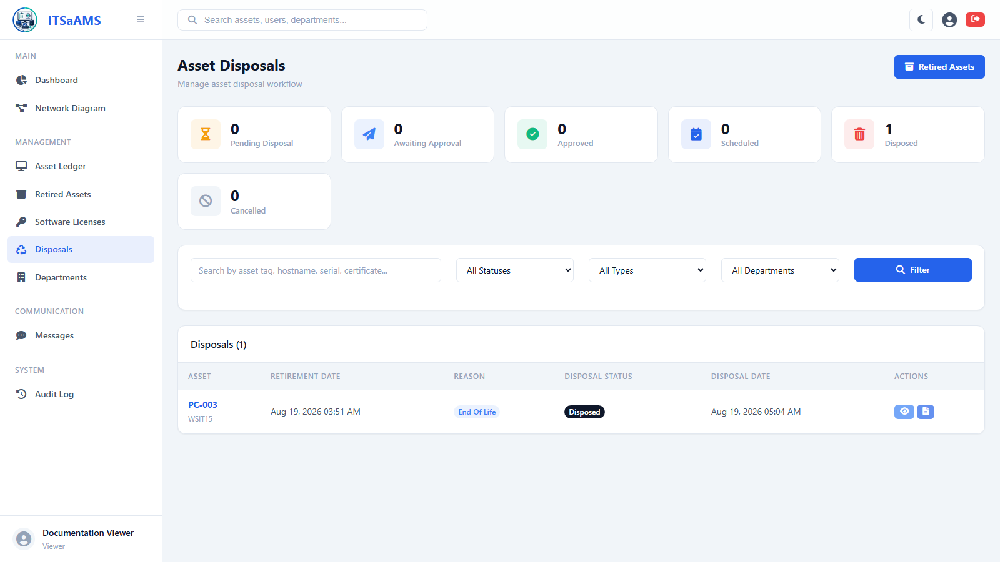 ITSaAMS
Search assets, users, departments...
MAIN
Dashboard
Network Diagram
MANAGEMENT
Asset Ledger
Retired Assets
Software Licenses
Disposals
Departments
COMMUNICATION
Messages
SYSTEM
Audit Log
Documentation Viewer
Viewer
Asset Disposals
Manage asset disposal workflow
Retired Assets
0
Pending Disposal
0
Awaiting Approval
0
Approved
0
Scheduled
1
Disposed
0
Cancelled
Search by asset tag, hostname, serial, certificate...
All Statuses
All Types
All Departments
Filter
Disposals (1)
ASSET RETIREMENT DATE REASON DISPOSAL STATUS DISPOSAL DATE ACTIONS
PC-003 Aug 19, 2026 03:51 AM End Of Life Disposed Aug 19, 2026 05:04 AM
WSIT15